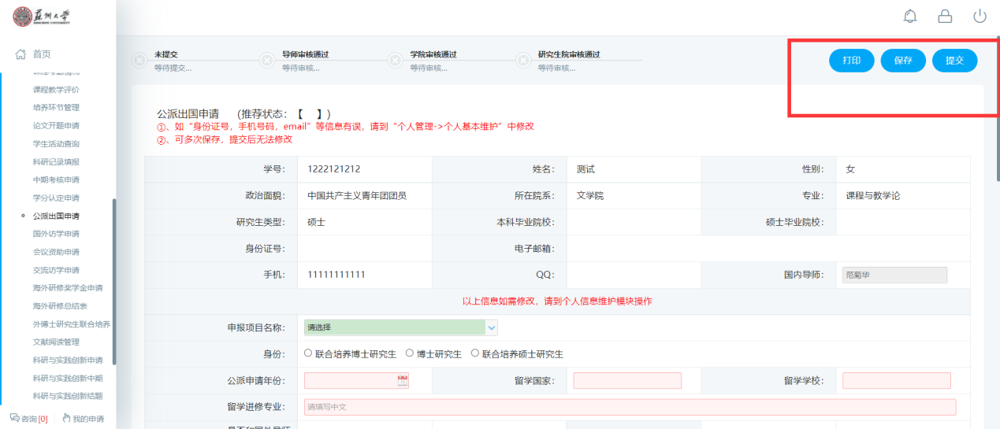 蘇州大學
SOOCHOW UNIVERSITY
首页
课程教学评价
培养环节管理
论文开题申请
学生活动查询
科研记录填报
中期考核申请
学分认定申请
公派出国申请
国外访学申请
会议资助申请
交流访学申请
海外研修奖学金申请
海外研修总结表
外博士研究生联合培养
文献阅读管理
科研与实践创新申请
科研与实践创新中期
科研与实践创新结题
咨询[0] 我的申请
未提交 导师审核通过 学院审核通过 研究生院审核通过
等待提交... 等待审核... 等待审核... 等待审核...
打印 保存 提交
公派出国申请 (推荐状态：【 】)
①、如“身份证号，手机号码，email”等信息有误，请到“个人管理->个人基本维护”中修改
②、可多次保存，提交后无法修改
学号： 1222121212 姓名： 测试 性别： 女
政治面貌： 中国共产主义青年团团员 所在院系： 文学院 专业： 课程与教学论
研究生类型： 硕士 本科毕业院校： 硕士毕业院校：
身份证号： 电子邮箱：
手机： 11111111111 QQ： 国内导师： 范菊华
以上信息如需修改，请到个人信息维护模块操作
申报项目名称： 请选择
身份： 联合培养博士研究生 博士研究生 联合培养硕士研究生
公派申请年份： 留学国家： 留学学校：
留学进修专业： 请填写中文